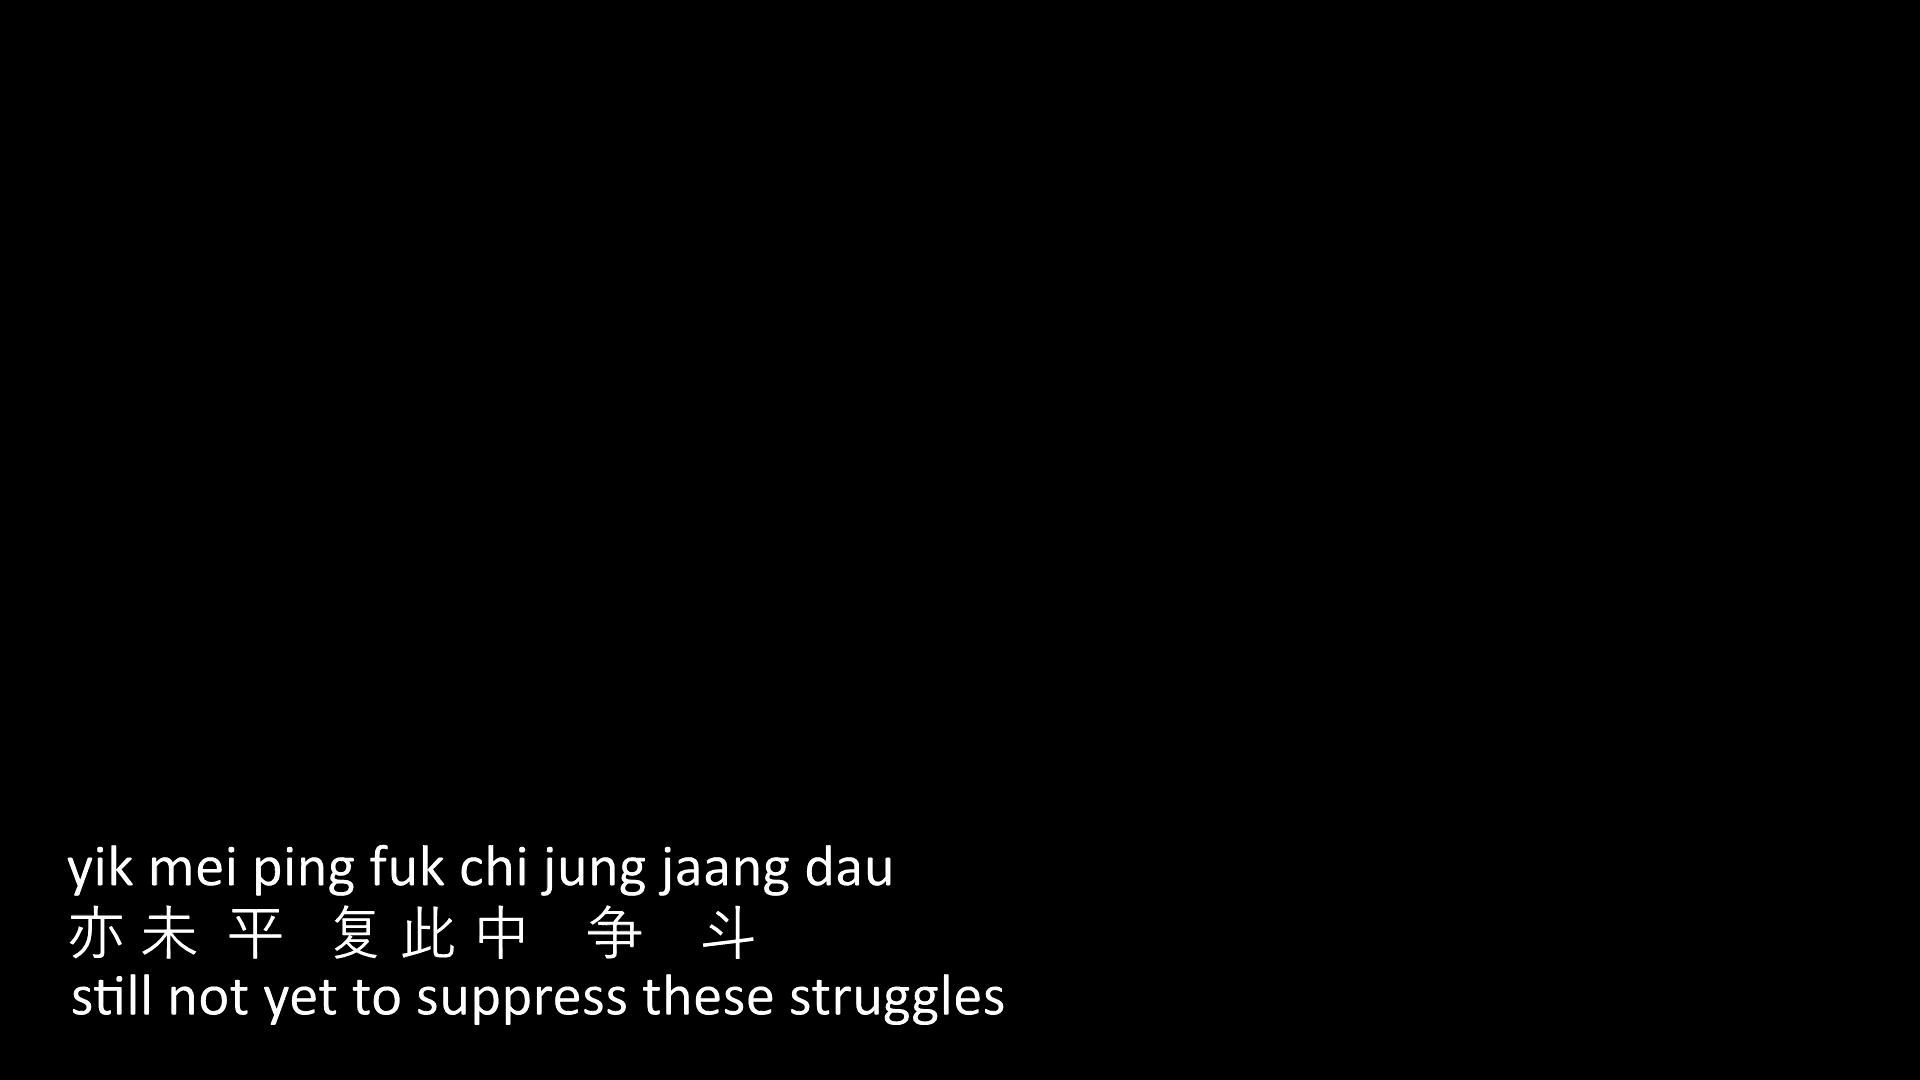 yik mei ping fuk chi jung jaang dau
亦 未 平 复 此 中 争 斗
still not yet to suppress these struggles